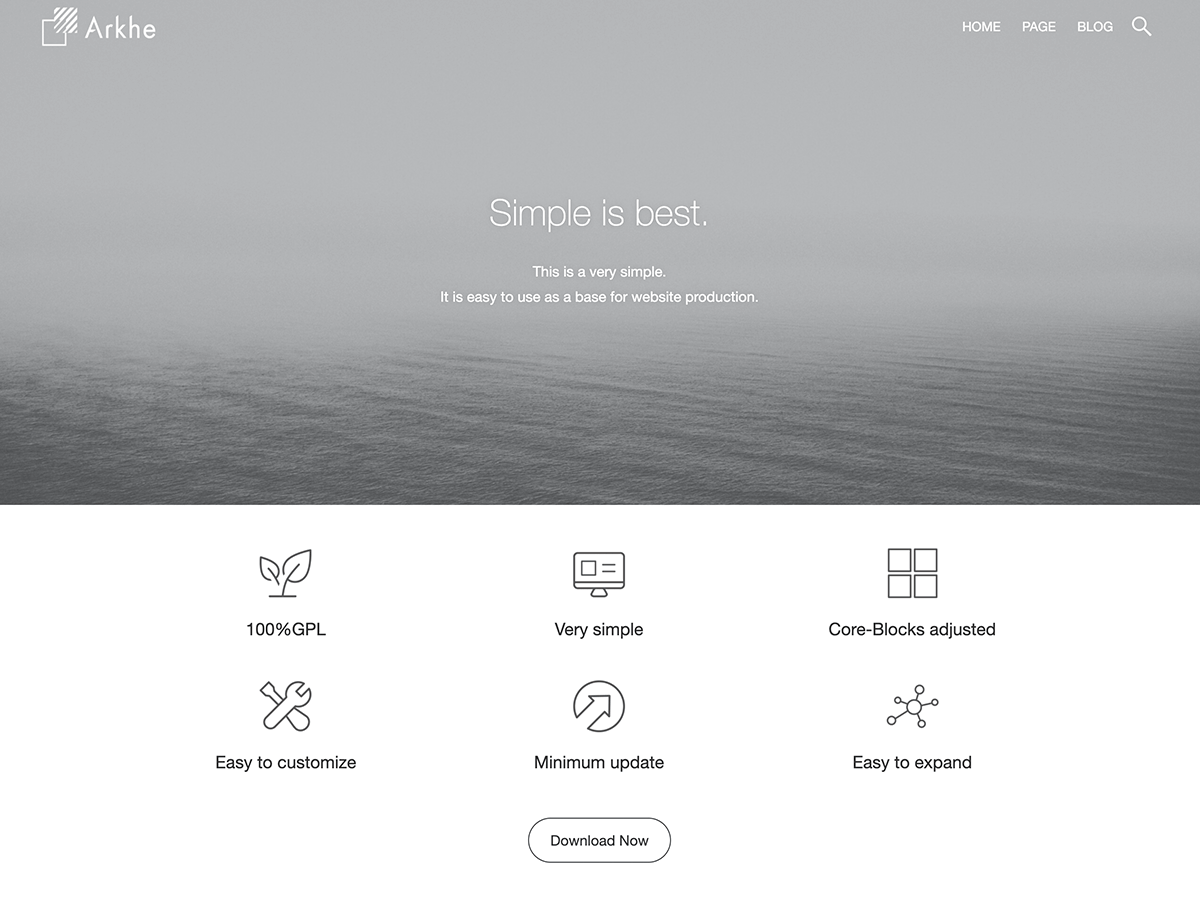 Arkhe
HOME PAGE BLOG
Simple is best.
This is a very simple.
It is easy to use as a base for website production.
100%GPL
Very simple
Core-Blocks adjusted
Easy to customize
Minimum update
Easy to expand
Download Now